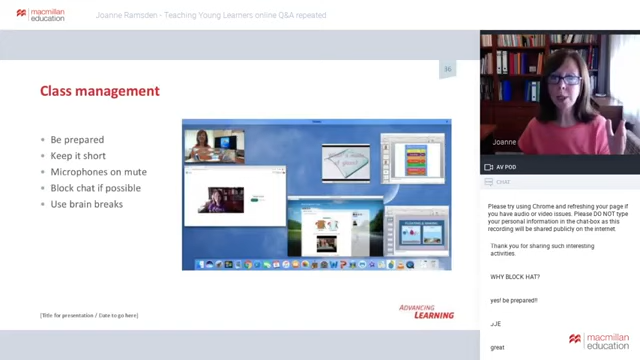 macmillan
education
Joanne Ramsden - Teaching Young Learners online Q&A repeated
36
Class management
• Be prepared
• Keep it short
• Microphones on mute
• Block chat if possible
• Use brain breaks
[Title for presentation / Date to go here]
ADVANCING
LEARNING
Joanne
AV POD
CHAT
Please try using Chrome and refreshing your page if
you have audio or video issues. Please DO NOT type
your personal information in the chat-box as this
recording will be shared publicly on the internet.
Thank you for sharing such interesting
activities.
WHY BLOCK HAT?
yes! be prepared!!
JE
great
macmillan
education